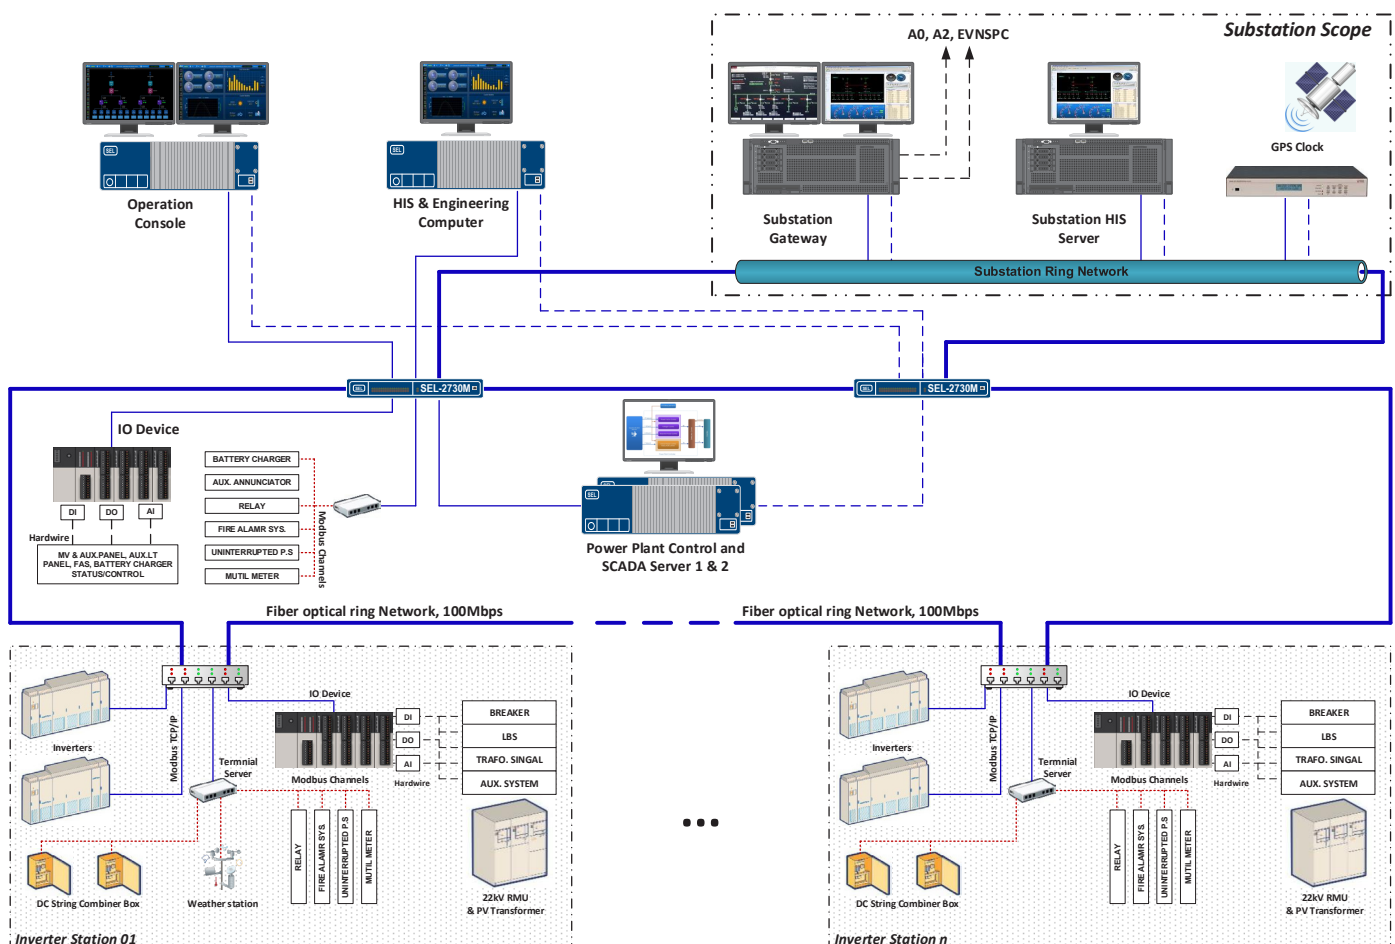 Substation Scope
A0, A2, EVNSPC
GPS Clock
SEL
SEL
Operation
Console
HIS & Engineering
Computer
Substation
Gateway
Substation HIS
Server
Substation Ring Network
SEL
SEL-2730M
SEL
SEL-2730M
IO Device
DI
DO
AI
Hardwire
MV & AUX.PANEL, AUX.LT
PANEL, FAS, BATTERY CHARGER
STATUS/CONTROL
BATTERY CHARGER
AUX. ANNUNCIATOR
RELAY
FIRE ALAMR SYS.
UNINTERRUPTED P.S
MUTIL METER
Modbus Channels
SEL
Power Plant Control and
SCADA Server 1 & 2
Fiber optical ring Network, 100Mbps
Fiber optical ring Network, 100Mbps
Inverters
Modbus TCP/IP
IO Device
DI
DO
AI
Hardwire
BREAKER
LBS
TRAFO. SINGAL
AUX. SYSTEM
Termnial
Server
Modbus Channels
RELAY
FIRE ALAMR SYS.
UNINTERRUPTED P.S
MUTIL METER
DC String Combiner Box
Weather station
22kV RMU
& PV Transformer
Inverter Station 01
...
Inverters
Modbus TCP/IP
IO Device
DI
DO
AI
Hardwire
BREAKER
LBS
TRAFO. SINGAL
AUX. SYSTEM
Termnial
Server
Modbus Channels
RELAY
FIRE ALAMR SYS.
UNINTERRUPTED P.S
MUTIL METER
DC String Combiner Box
22kV RMU
& PV Transformer
Inverter Station n